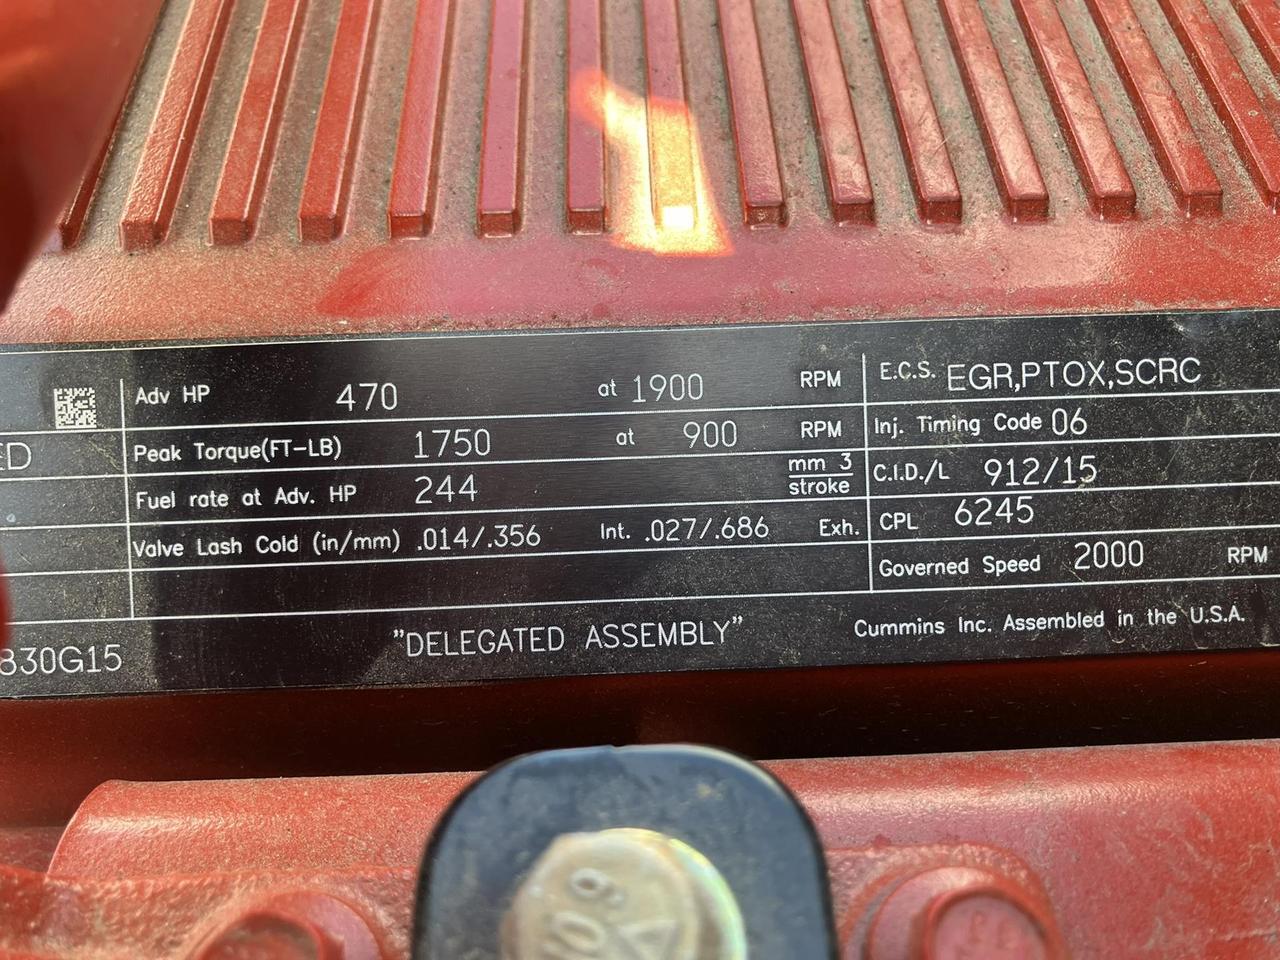 Adv HP 470 at 1900 RPM
E.C.S. EGR,PTOX,SCRC
ED
Peak Torque(FT-LB) 1750 at 900 RPM
Inj. Timing Code 06
Fuel rate at Adv. HP 244 mm 3
stroke
C.I.D./L 912/15
Valve Lash Cold (in/mm) .014/.356 Int. .027/.686 Exh.
CPL 6245
Governed Speed 2000 RPM
830G15
"DELEGATED ASSEMBLY"
Cummins Inc. Assembled in the U.S.A.